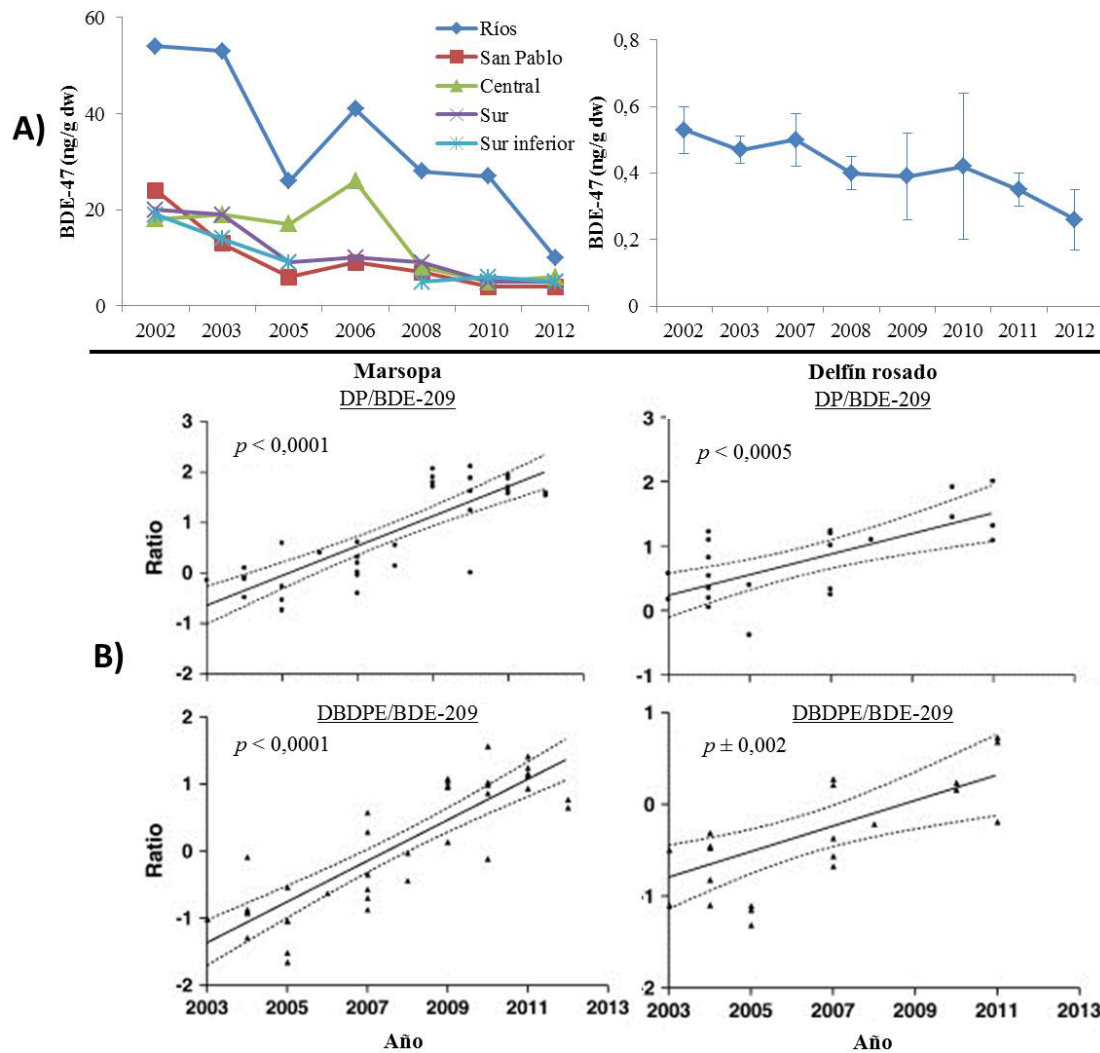 A)
BDE-47 (ng/g dw)
60
40
20
0
2002 2003 2005 2006 2008 2010 2012
Ríos
San Pablo
Central
Sur
Sur inferior
BDE-47 (ng/g dw)
0,8
0,6
0,4
0,2
0
2002 2003 2007 2008 2009 2010 2011 2012
B)
Marsopa
DP/BDE-209
p < 0,0001
Ratio
3
2
1
0
-1
-2
Delfín rosado
DP/BDE-209
p < 0,0005
3
2
1
0
-1
DBDPE/BDE-209
p < 0,0001
Ratio
2
1
0
-1
-2
2003 2005 2007 2009 2011 2013
Año
DBDPE/BDE-209
p ± 0,002
1
0
-1
-2
2003 2005 2007 2009 2011 2013
Año